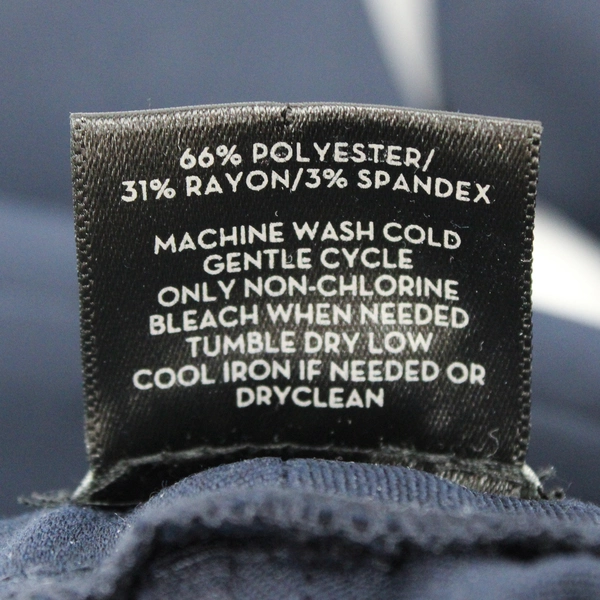 66% POLYESTER/
31% RAYON/3% SPANDEX
MACHINE WASH COLD
GENTLE CYCLE
ONLY NON-CHLORINE
BLEACH WHEN NEEDED
TUMBLE DRY LOW
COOL IRON IF NEEDED OR
DRYCLEAN